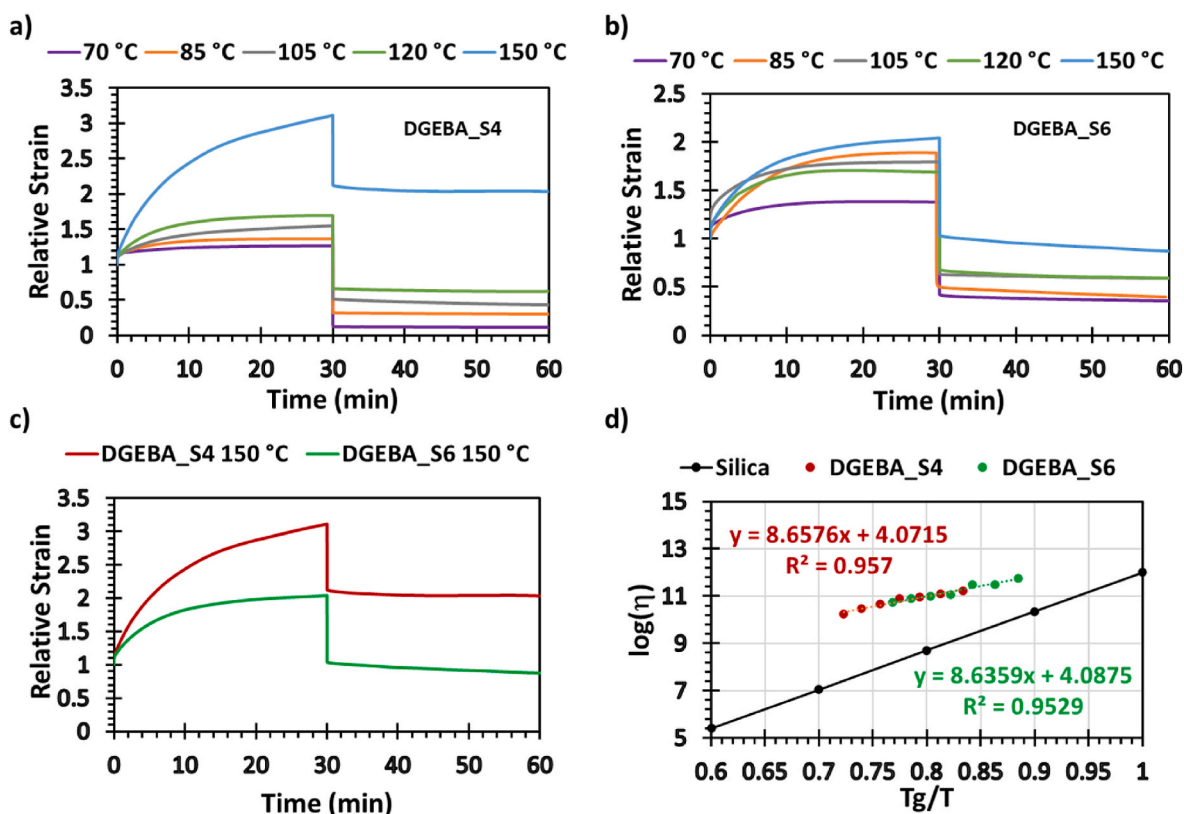 a)
70 °C 85 °C 105 °C 120 °C 150 °C
DGEBA_S4
Relative Strain
3.5
3
2.5
2
1.5
1
0.5
0
0 10 20 30 40 50 60
Time (min)
b)
70 °C 85 °C 105 °C 120 °C 150 °C
DGEBA_S6
Relative Strain
2.5
2
1.5
1
0.5
0
0 10 20 30 40 50 60
Time (min)
c)
DGEBA_S4 150 °C DGEBA_S6 150 °C
Relative Strain
3.5
3
2.5
2
1.5
1
0.5
0
0 10 20 30 40 50 60
Time (min)
d)
Silica DGEBA_S4 DGEBA_S6
log(η)
15
13
11
9
7
5
y = 8.6576x + 4.0715
R² = 0.957
y = 8.6359x + 4.0875
R² = 0.9529
0.6 0.65 0.7 0.75 0.8 0.85 0.9 0.95 1
Tg/T